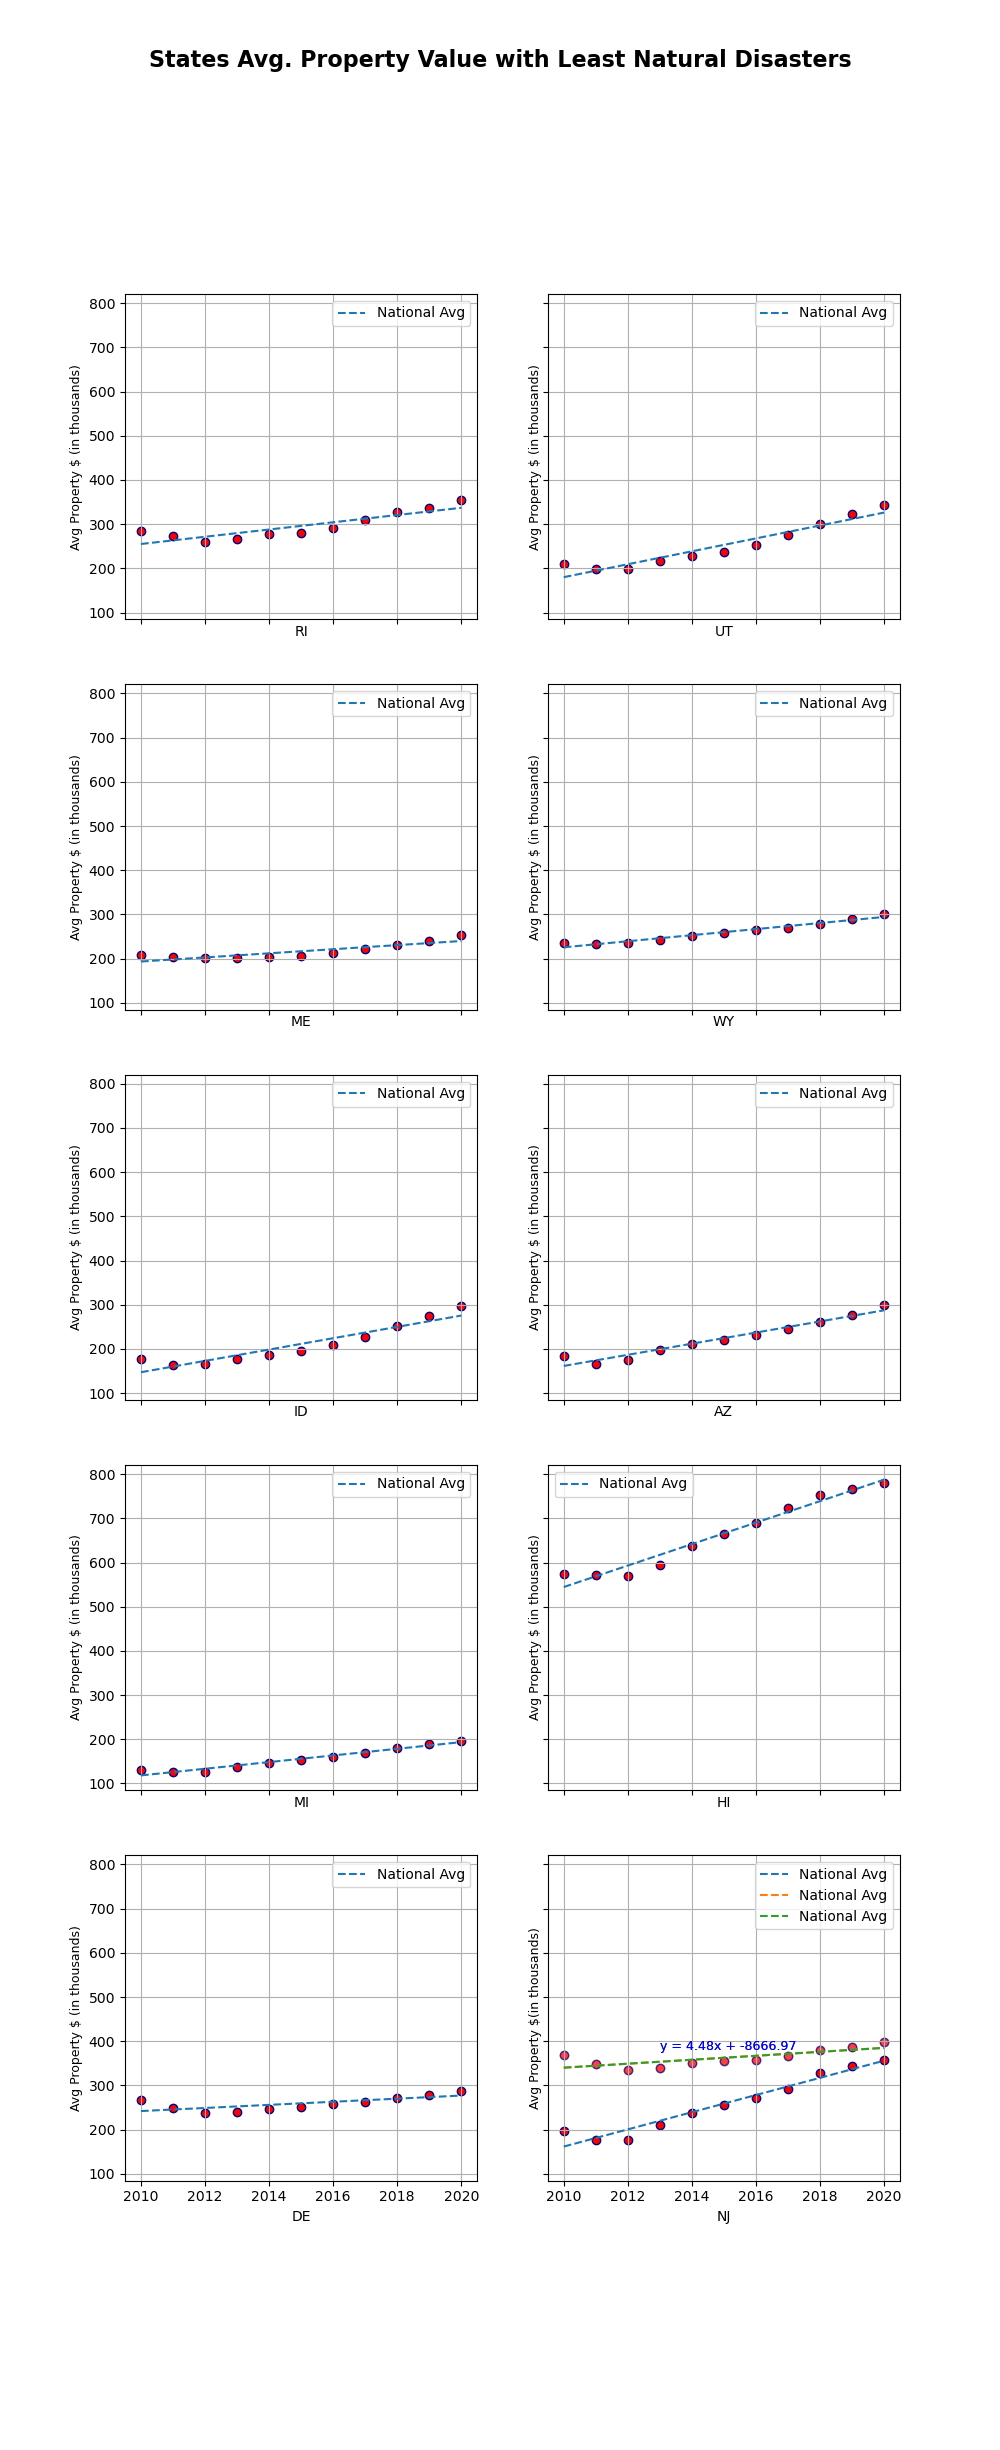 States Avg. Property Value with Least Natural Disasters
800
700
600
500
400
300
200
100
Avg Property $ (in thousands)
National Avg
RI
Avg Property $ (in thousands)
National Avg
UT
800
700
600
500
400
300
200
100
Avg Property $ (in thousands)
National Avg
ME
Avg Property $ (in thousands)
National Avg
WY
800
700
600
500
400
300
200
100
Avg Property $ (in thousands)
National Avg
ID
Avg Property $ (in thousands)
National Avg
AZ
800
700
600
500
400
300
200
100
Avg Property $ (in thousands)
National Avg
MI
Avg Property $ (in thousands)
National Avg
HI
800
700
600
500
400
300
200
100
Avg Property $ (in thousands)
National Avg
2010 2012 2014 2016 2018 2020
DE
Avg Property $(in thousands)
National Avg
National Avg
National Avg
y = 4.48x + -8666.97
2010 2012 2014 2016 2018 2020
NJ